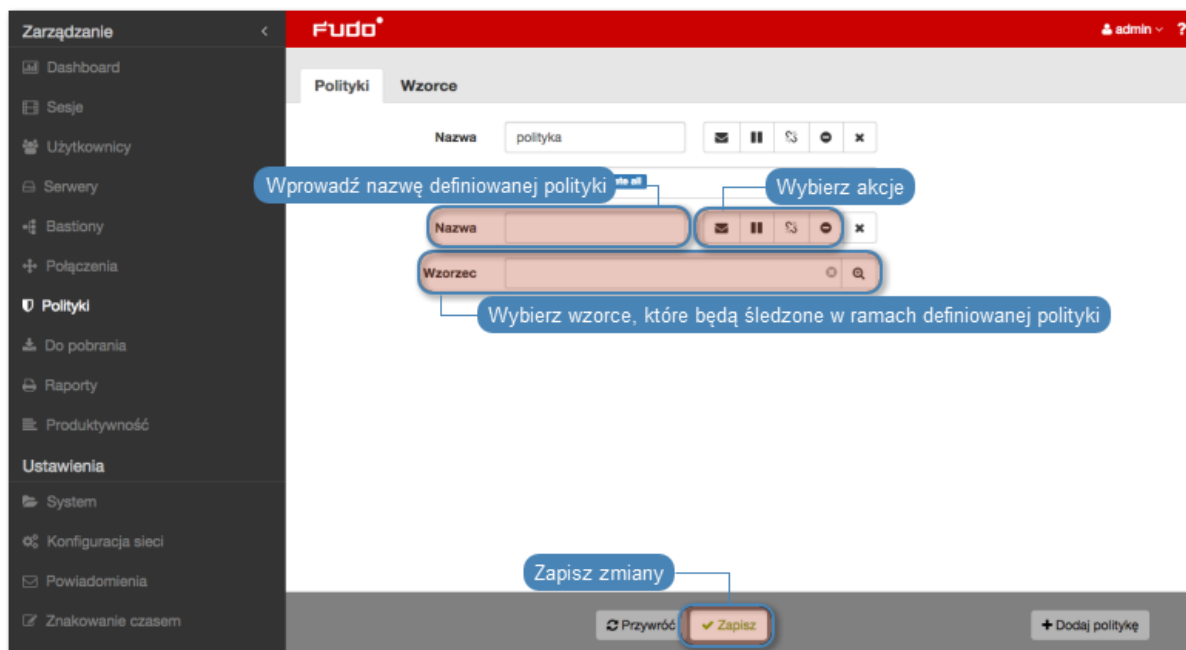 Zarządzanie
Dashboard
Sesje
Użytkownicy
Serwery
Bastiony
Połączenia
Polityki
Do pobrania
Raporty
Produktywność
Ustawienia
System
Konfiguracja sieci
Powiadomienia
Znakowanie czasem
FUDO
admin
?
Polityki Wzorce
Nazwa polityka
Wprowadź nazwę definiowanej polityki all Wybierz akcje
Nazwa
Wzorzec
Wybierz wzorce, które będą śledzone w ramach definiowanej polityki
Zapisz zmiany
Przywróć Zapisz Dodaj politykę